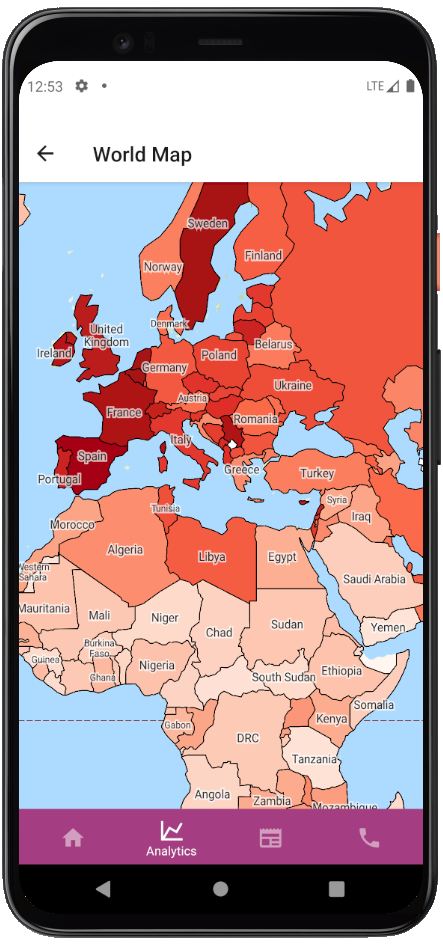 12:53
LTE
World Map
Sweden
Finland
Norway
Denmark
United
Kingdom
Ireland
Belarus
Poland
Germany
Ukraine
Austria
France
Romania
Italy
Spain
Greece
Portugal
Turkey
Syria
Tunisia
Iraq
Morocco
Algeria
Libya
Egypt
Western
Sahara
Saudi Arabia
Mauritania
Mali
Niger
Chad
Sudan
Yemen
Burkina
Faso
Guinea
Nigeria
Ethiopia
Ghana
South Sudan
Somalia
Gabon
Kenya
DRC
Tanzania
Angola
Zambia
Mozambique
Analytics